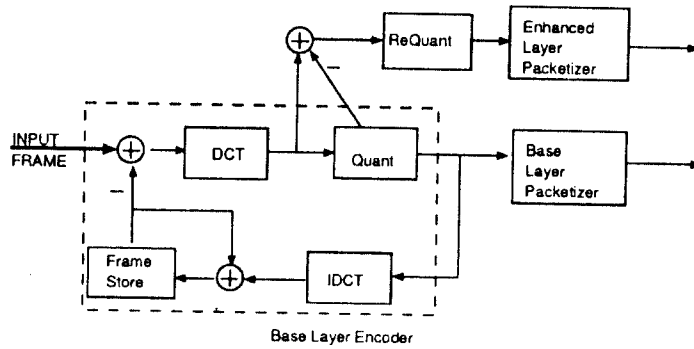 ReQuant
Enhanced
Layer
Packetizer
INPUT
FRAME
DCT
Quant
Base
Layer
Packetizer
Frame
Store
IDCT
Base Layer Encoder